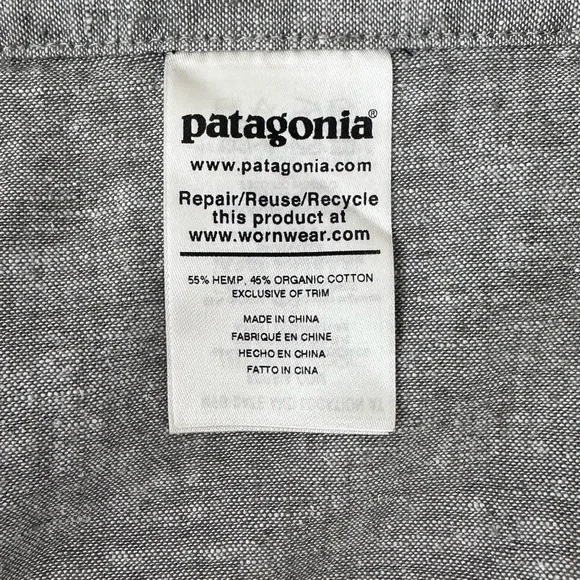 patagonia®
www.patagonia.com
Repair/Reuse/Recycle
this product at
www.wornwear.com
55% HEMP, 45% ORGANIC COTTON
EXCLUSIVE OF TRIM
MADE IN CHINA
FABRIQUÉ EN CHINE
HECHO EN CHINA
FATTO IN CINA